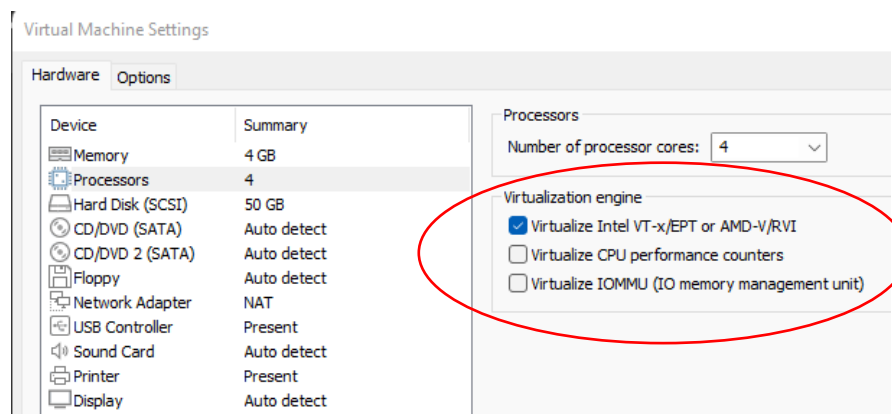 Virtual Machine Settings
Hardware Options
Device Summary
Memory 4 GB
Processors 4
Hard Disk (SCSI) 50 GB
CD/DVD (SATA) Auto detect
CD/DVD 2 (SATA) Auto detect
Floppy Auto detect
Network Adapter NAT
USB Controller Present
Sound Card Auto detect
Printer Present
Display Auto detect
Processors
Number of processor cores: 4
Virtualization engine
Virtualize Intel VT-x/EPT or AMD-V/RVI
Virtualize CPU performance counters
Virtualize IOMMU (IO memory management unit)